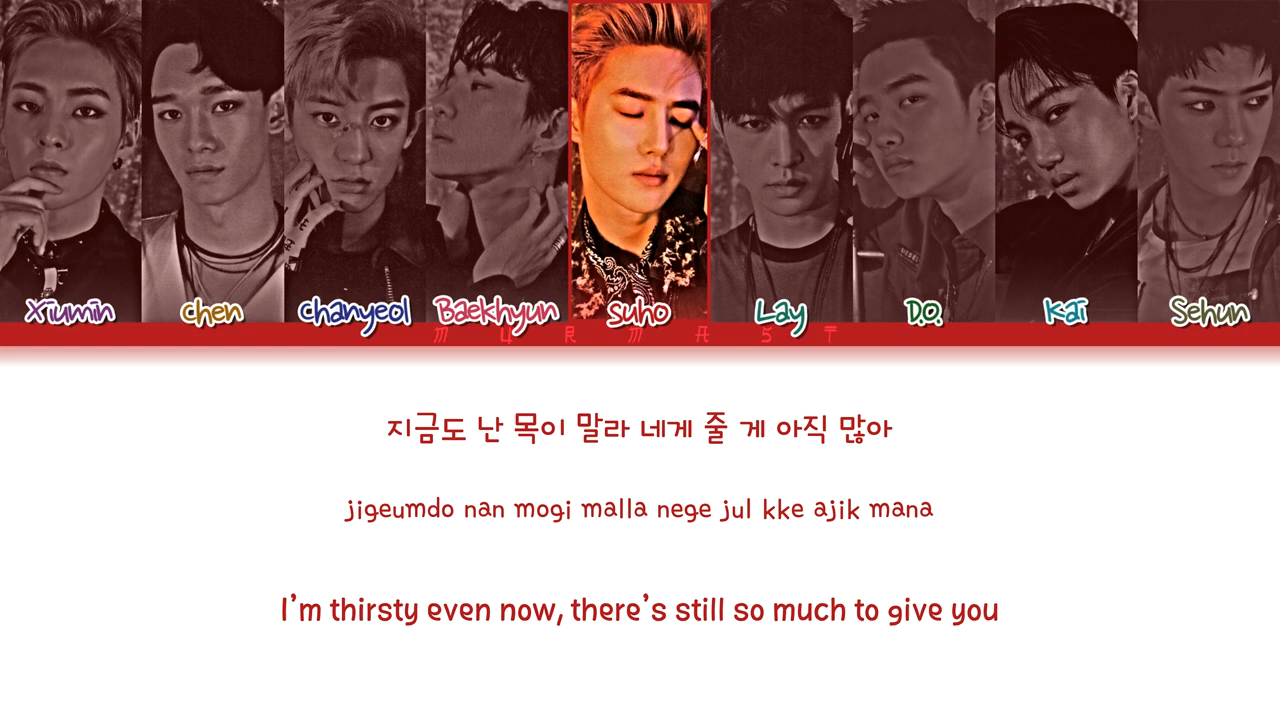 Xiumin chen chanyeol Baekhyun suho Lay D.O. Kai Sehun
지금도 난 목이 말라 네게 줄 게 아직 많아
jigeumdo nan mogi malla nege jul kke ajik mana
I'm thirsty even now, there's still so much to give you